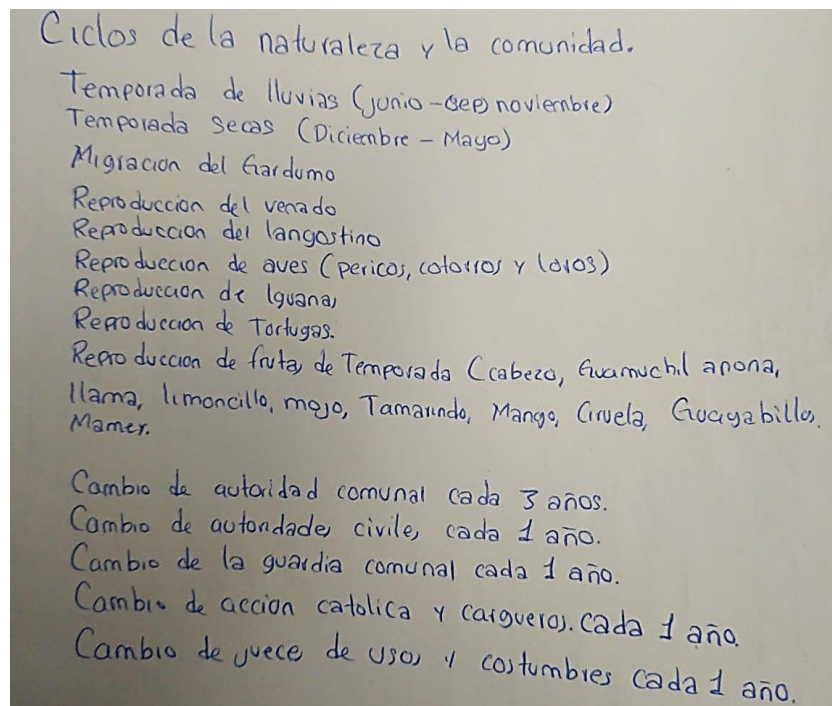 Ciclos de la naturaleza y la comunidad.
Temporada de lluvias (junio - sep) noviembre)
Temporada secas (Diciembre - Mayo)
Migracion del Gardumo
Reproduccion del venado
Reproduccion del langostino
Reproduccion de aves (pericos, cotorros y loros)
Reproduccion de Iguanas
Reproduccion de Tortugas.
Reproduccion de frutas de Temporada (cabezo, Guamuchil anona,
llama, limoncillo, mojo, Tamarindo, Mango, Ciruela, Guayabillo,
Mamer.
Cambio de autoridad comunal cada 3 años.
Cambio de autoridades civiles cada 1 año.
Cambio de la guardia comunal cada 1 año.
Cambio de accion catolica y cargueros. cada 1 año.
Cambio de jueces de usos y costumbres cada 1 año.